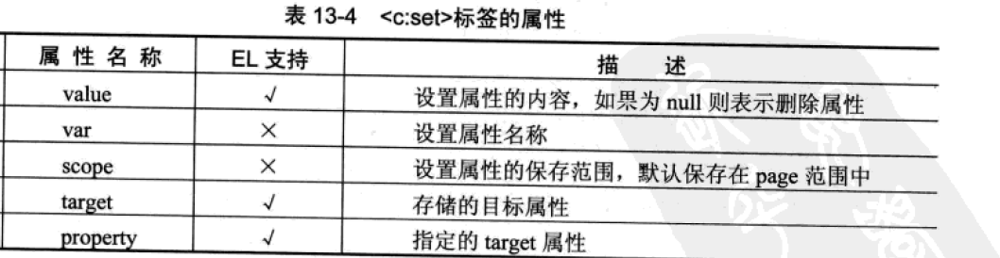 表 13-4 <c:set>标签的属性
属 性 名 称 EL 支持 描 述
value √ 设置属性的内容，如果为 null 则表示删除属性
var × 设置属性名称
scope × 设置属性的保存范围，默认保存在 page 范围中
target √ 存储的目标属性
property √ 指定的 target 属性